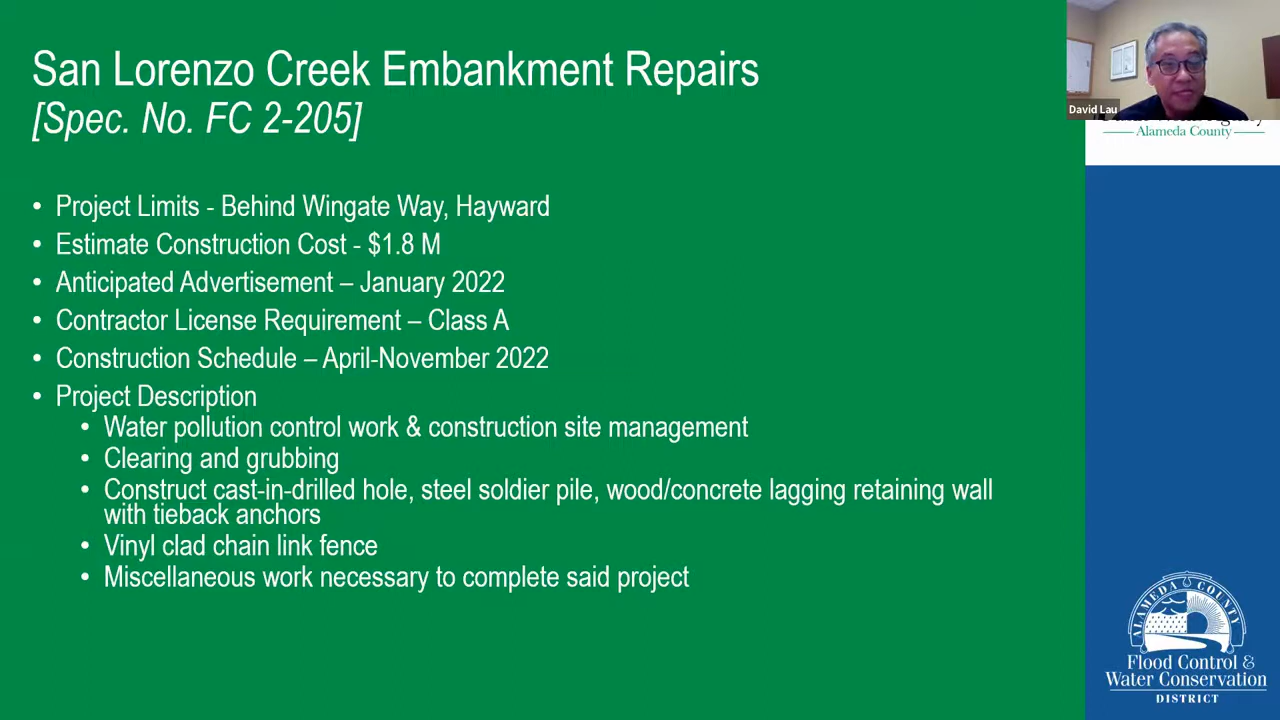 San Lorenzo Creek Embankment Repairs
[Spec. No. FC 2-205]
• Project Limits - Behind Wingate Way, Hayward
• Estimate Construction Cost - $1.8 M
• Anticipated Advertisement – January 2022
• Contractor License Requirement – Class A
• Construction Schedule – April-November 2022
• Project Description
• Water pollution control work & construction site management
• Clearing and grubbing
• Construct cast-in-drilled hole, steel soldier pile, wood/concrete lagging retaining wall
with tieback anchors
• Vinyl clad chain link fence
• Miscellaneous work necessary to complete said project
David Lau
Alameda County
ALAMEDA COUNTY
Flood Control &
Water Conservation
DISTRICT